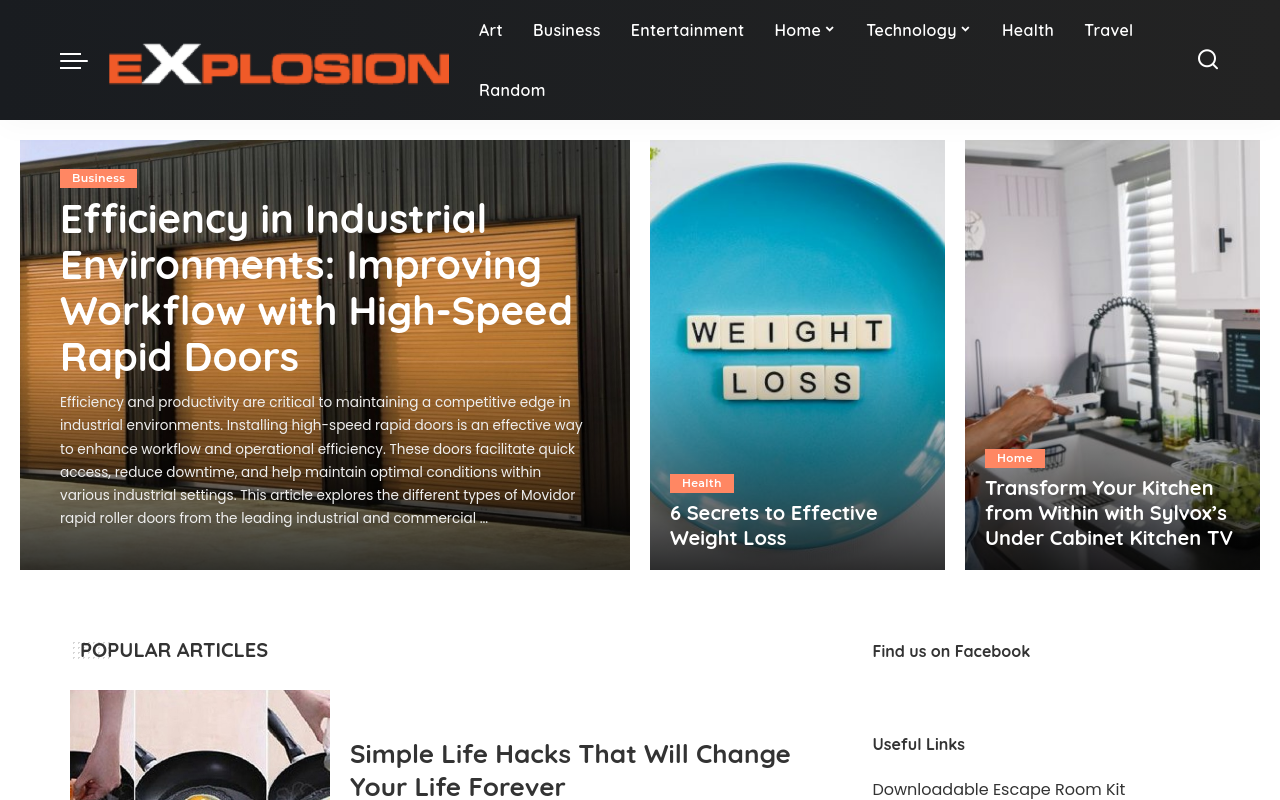 EXPLOSION
Art
Business
Entertainment
Home
Technology
Health
Travel
Random
Business
Efficiency in Industrial
Environments: Improving
Workflow with High-Speed
Rapid Doors
Efficiency and productivity are critical to maintaining a competitive edge in
industrial environments. Installing high-speed rapid doors is an effective way
to enhance workflow and operational efficiency. These doors facilitate quick
access, reduce downtime, and help maintain optimal conditions within
various industrial settings. This article explores the different types of Movidor
rapid roller doors from the leading industrial and commercial ...
WEIGHT
LOSS
Health
6 Secrets to Effective
Weight Loss
Home
Transform Your Kitchen
from Within with Sylvox’s
Under Cabinet Kitchen TV
POPULAR ARTICLES
Simple Life Hacks That Will Change
Your Life Forever
Find us on Facebook
Useful Links
Downloadable Escape Room Kit